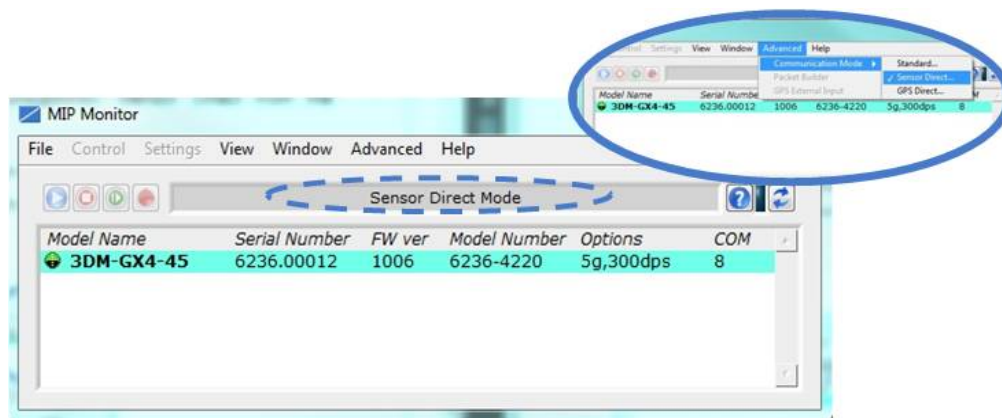 MIP Monitor
File Control Settings View Window Advanced Help
Sensor Direct Mode
Model Name Serial Number FW ver Model Number Options COM
3DM-GX4-45 6236.00012 1006 6236-4220 5g,300dps 8
Settings View Window Advanced Help
Communication Mode Standard...
Packet Builder ✓ Sensor Direct...
GPS External Input GPS Direct...
Model Name Serial Numbe
3DM-GX4-45 6236.00012 1006 6236-4220 5g,300dps 8